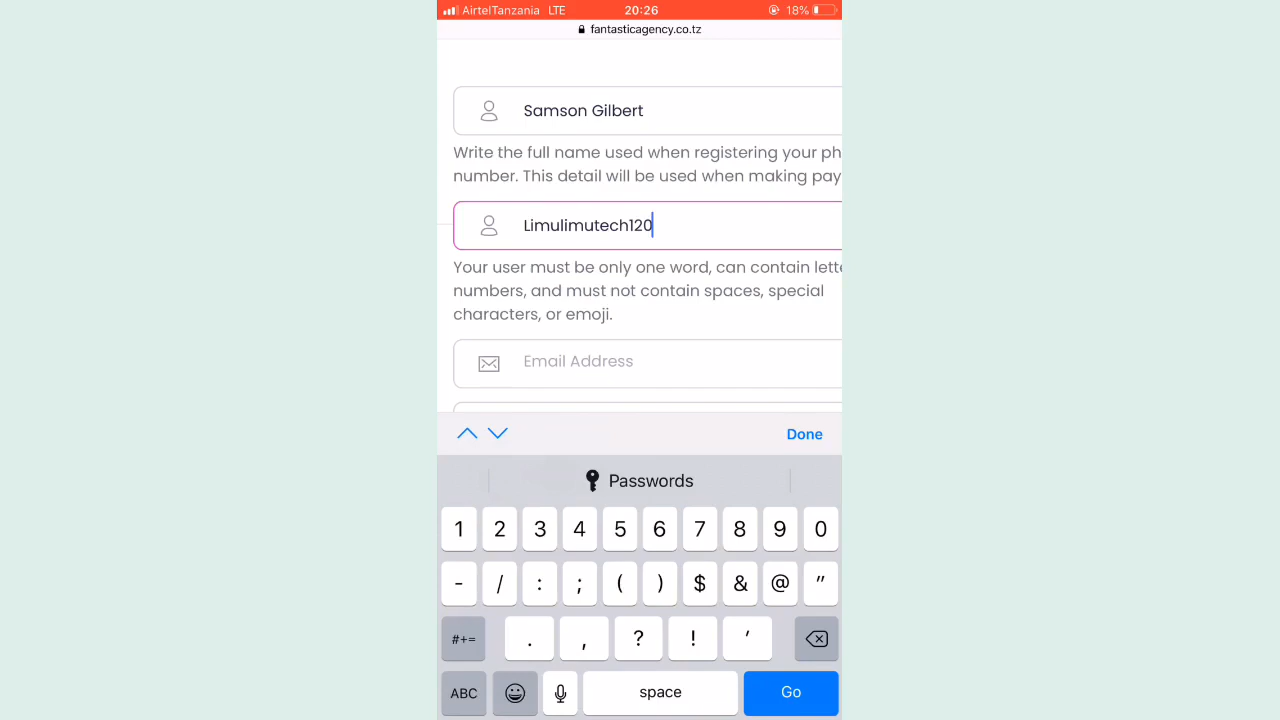 AirtelTanzania LTE 20:26 18%
fantasticagency.co.tz
Samson Gilbert
Write the full name used when registering your ph
number. This detail will be used when making pay
Limulimutech120
Your user must be only one word, can contain lette
numbers, and must not contain spaces, special
characters, or emoji.
Email Address
Done
Passwords
1 2 3 4 5 6 7 8 9 0
- / : ; ( ) $ & @ "
#+= . , ? ! '
ABC space Go